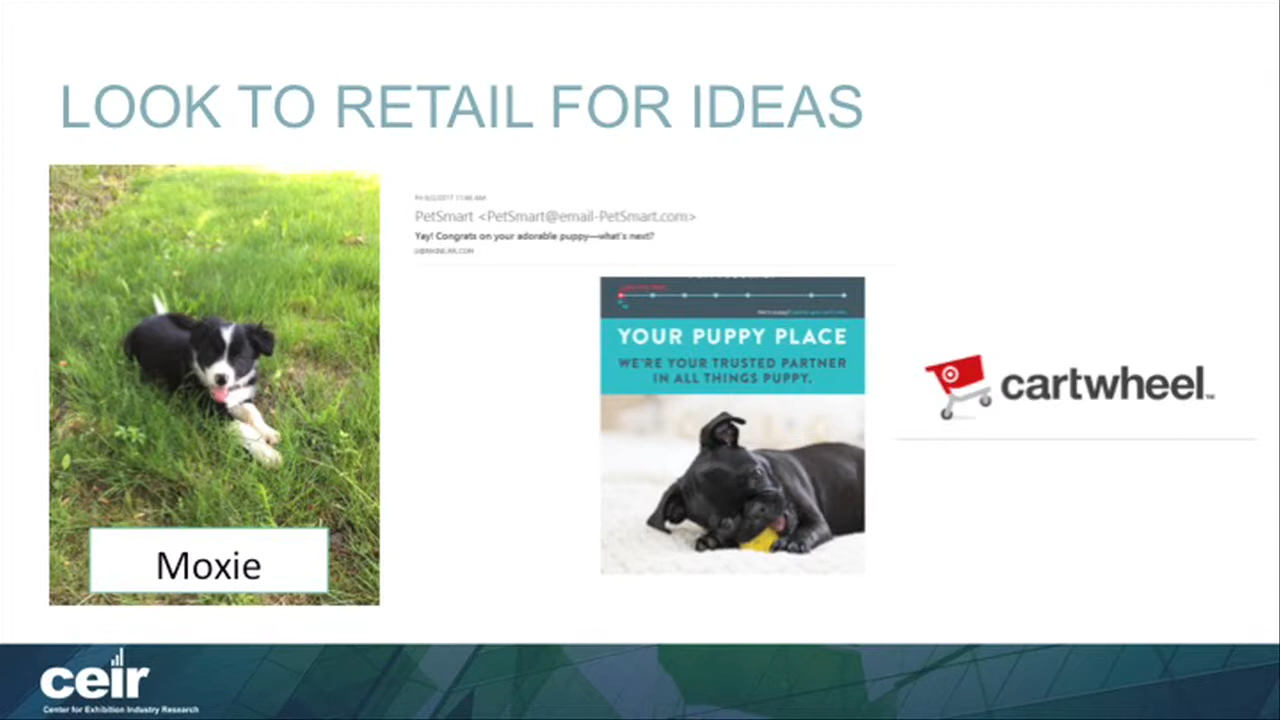 LOOK TO RETAIL FOR IDEAS
PetSmart <PetSmart@email-PetSmart.com>
Yay! Congrats on your adorable puppy—what's next?
YOUR PUPPY PLACE
WE'RE YOUR TRUSTED PARTNER
IN ALL THINGS PUPPY.
cartwheel™
Moxie
ceir
Center for Exhibition Industry Research